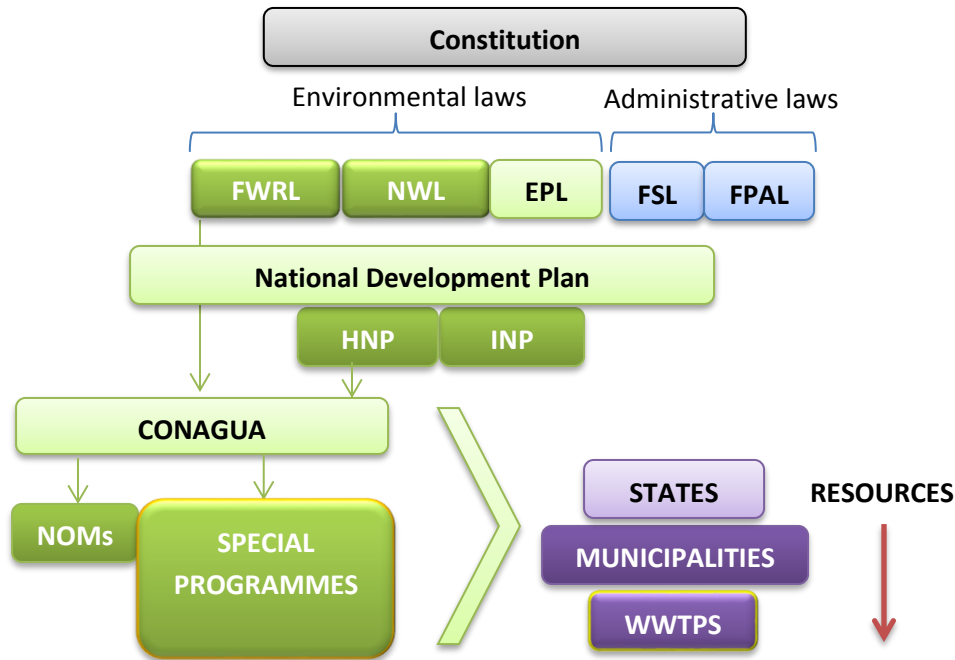 Constitution
Environmental laws
Administrative laws
FWRL
NWL
EPL
FSL
FPAL
National Development Plan
HNP
INP
CONAGUA
NOMs
SPECIAL
PROGRAMMES
STATES
RESOURCES
MUNICIPALITIES
WWTPS